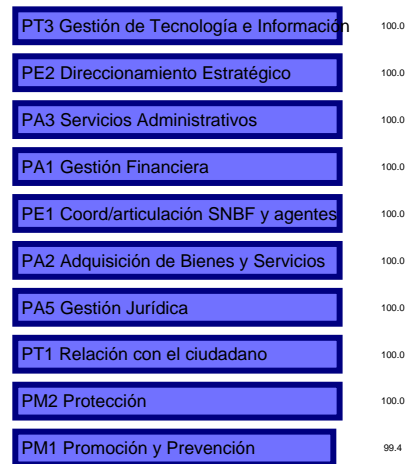 PT3 Gestión de Tecnología e Información 100.0
PE2 Direccionamiento Estratégico 100.0
PA3 Servicios Administrativos 100.0
PA1 Gestión Financiera 100.0
PE1 Coord/articulación SNBF y agentes 100.0
PA2 Adquisición de Bienes y Servicios 100.0
PA5 Gestión Jurídica 100.0
PT1 Relación con el ciudadano 100.0
PM2 Protección 100.0
PM1 Promoción y Prevención 99.4